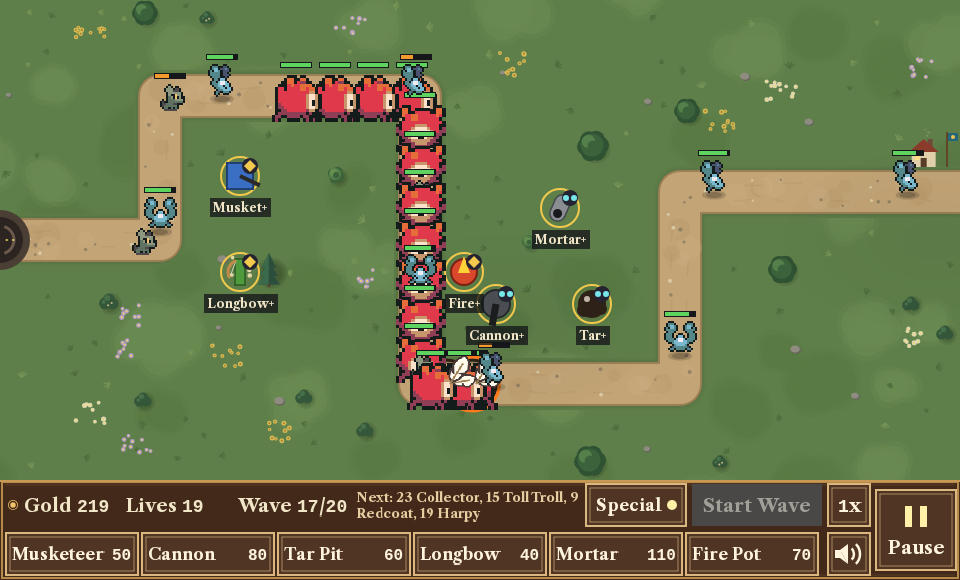 Musket+
Mortar+
Longbow+
Fire+
Cannon+
Tar+
Gold 219 Lives 19 Wave 17/20
Next: 23 Collector, 15 Toll Troll, 9
Redcoat, 19 Harpy
Special
Start Wave
1x
Pause
Musketeer 50
Cannon 80
Tar Pit 60
Longbow 40
Mortar 110
Fire Pot 70